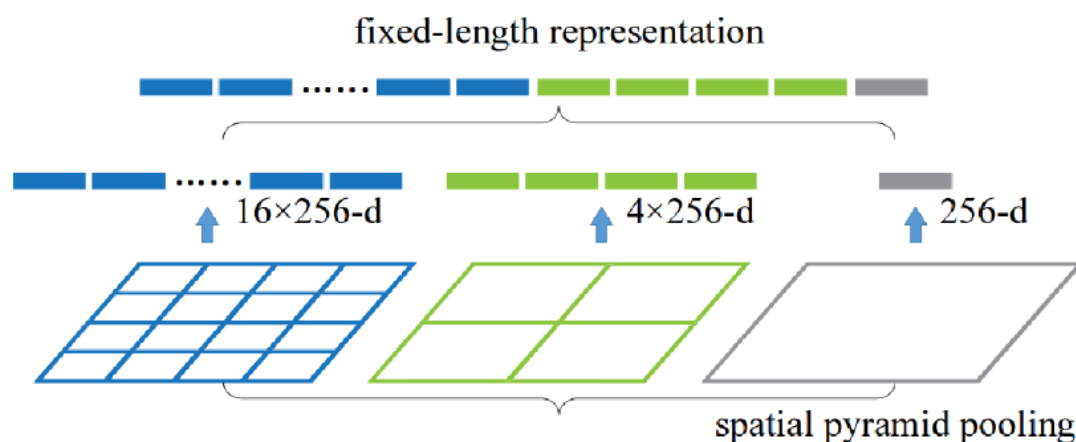 fixed-length representation
16×256-d 4×256-d 256-d
spatial pyramid pooling